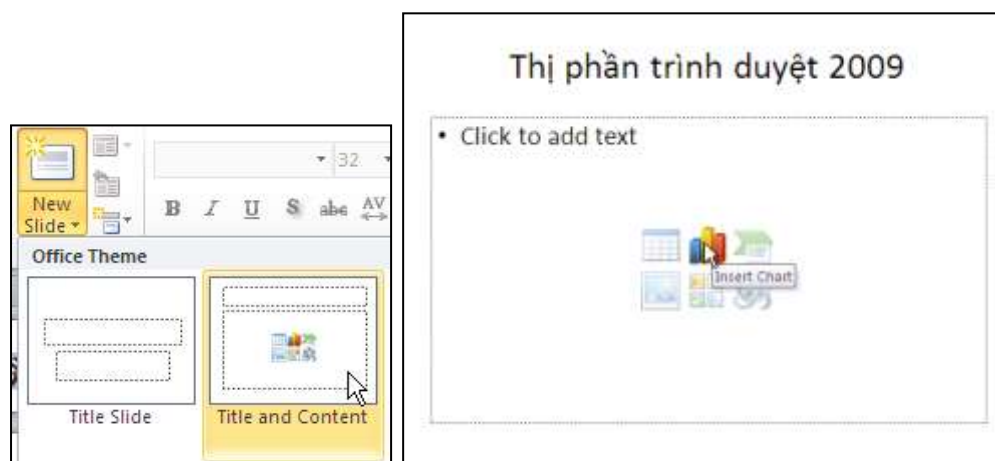 32
New
Slide
B I U S abe AV
Office Theme
Title Slide
Title and Content
Thị phần trình duyệt 2009
• Click to add text
Insert Chart